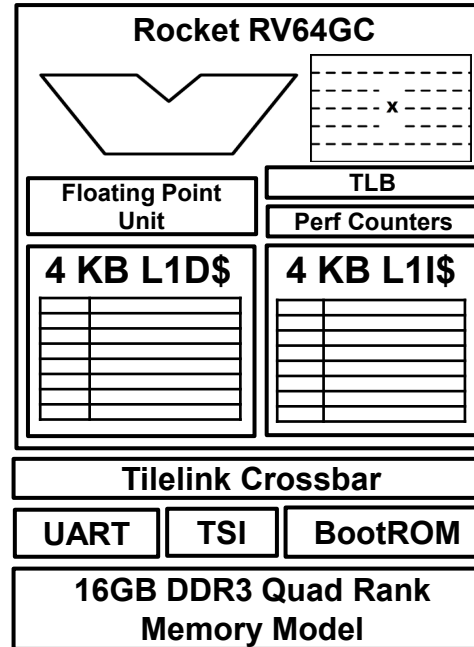 Rocket RV64GC
x
Floating Point
Unit
TLB
Perf Counters
4 KB L1D$
4 KB L1I$
Tilelink Crossbar
UART
TSI
BootROM
16GB DDR3 Quad Rank
Memory Model